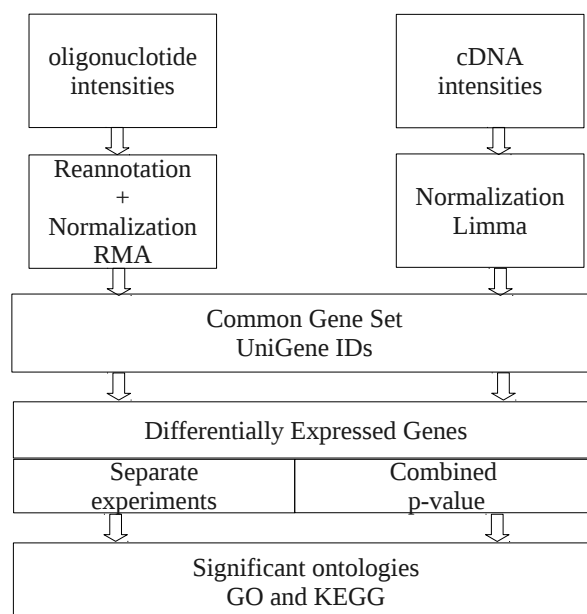 oligonuclotide
intensities
cDNA
intensities
Reannotation
+
Normalization
RMA
Normalization
Limma
Common Gene Set
UniGene IDs
Differentially Expressed Genes
Separate
experiments
Combined
p-value
Significant ontologies
GO and KEGG